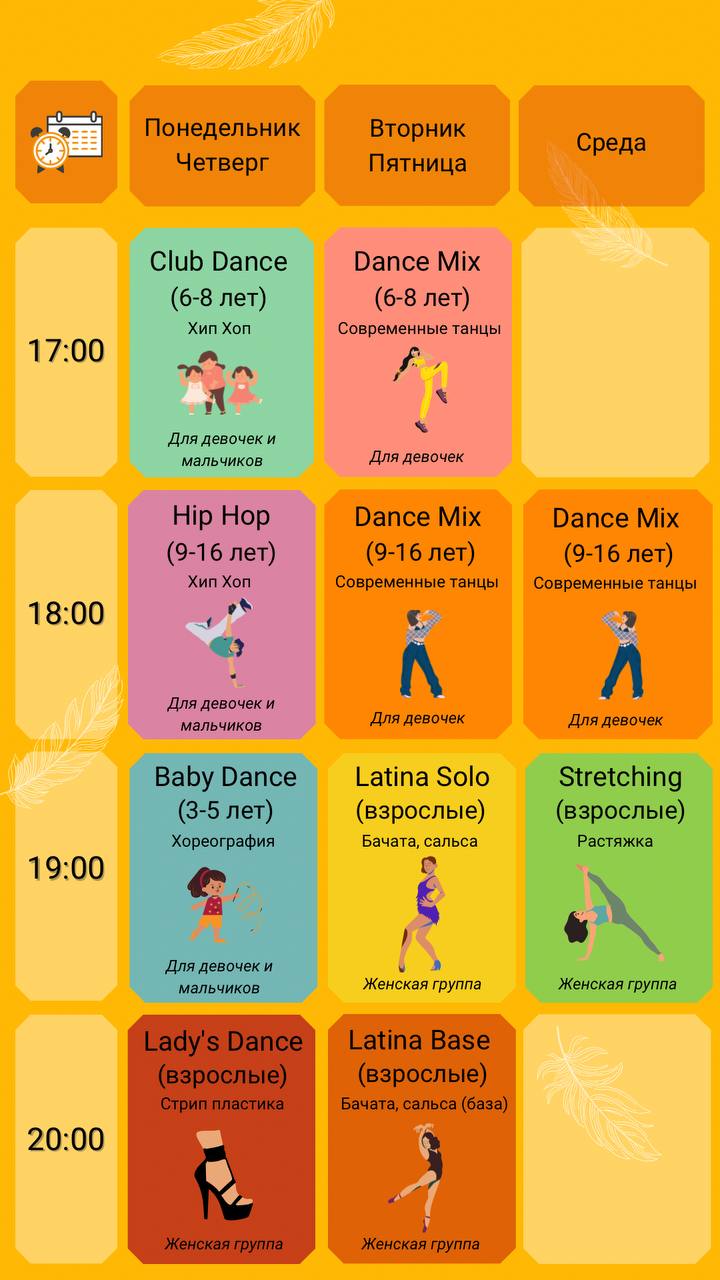 Понедельник
Четверг
Вторник
Пятница
Среда
17:00
Club Dance
(6-8 лет)
Хип Хоп
Для девочек и
мальчиков
Dance Mix
(6-8 лет)
Современные танцы
Для девочек
18:00
Hip Hop
(9-16 лет)
Хип Хоп
Для девочек и
мальчиков
Dance Mix
(9-16 лет)
Современные танцы
Для девочек
Dance Mix
(9-16 лет)
Современные танцы
Для девочек
19:00
Baby Dance
(3-5 лет)
Хореография
Для девочек и
мальчиков
Latina Solo
(взрослые)
Бачата, сальса
Женская группа
Stretching
(взрослые)
Растяжка
Женская группа
20:00
Lady's Dance
(взрослые)
Стрип пластика
Женская группа
Latina Base
(взрослые)
Бачата, сальса (база)
Женская группа